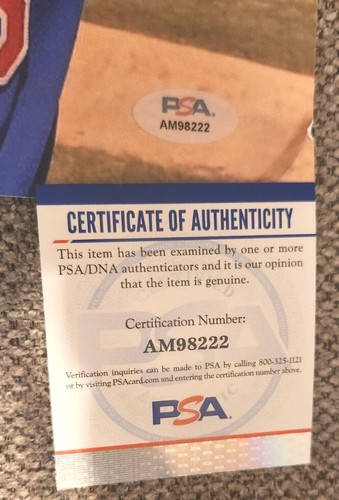 PSA.
AM98222
CERTIFICATE OF AUTHENTICITY
This item has been examined by one or more
PSA/DNA authenticators and it is our opinion
that the item is genuine.
Certification Number:
AM98222
Verification inquiries can be made to PSA by calling 800-325-1121
or by visiting PSAcard.com and entering the certification number above.
PSA.